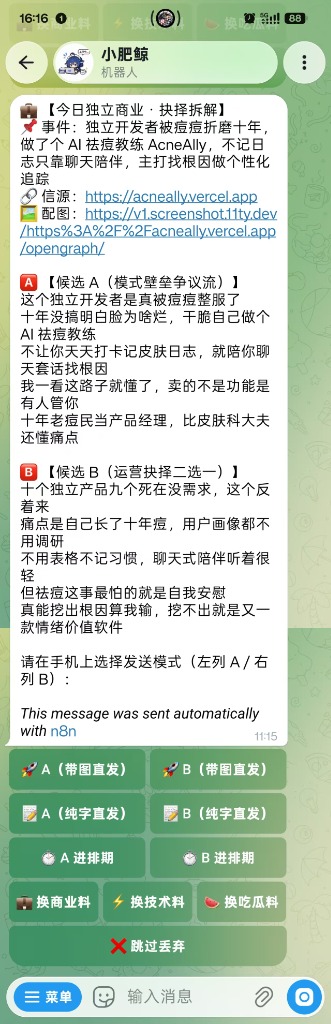 16:16
5G
88
换商业料 换技术料 换吃瓜料
小肥鲸
机器人
💼【今日独立商业 · 抉择拆解】
📌 事件：独立开发者被痘痘折磨十年，
做了个 AI 祛痘教练 AcneAlly，不记日
志只靠聊天陪伴，主打找根因做个性化
追踪
🔗 信源：https://acneally.vercel.app
🖼️ 配图：https://v1.screenshot.11ty.dev
/https%3A%2F%2Facneally.vercel.app
/opengraph/
🅰️【候选 A（模式壁垒争议流）】
这个独立开发者是真被痘痘整服了
十年没搞明白脸为啥烂，干脆自己做个
AI 祛痘教练
不让你天天打卡记皮肤日志，就陪你聊
天套话找根因
我一看这路子就懂了，卖的不是功能是
有人管你
十年老痘民当产品经理，比皮肤科大夫
还懂痛点
🅱️【候选 B（运营抉择二选一）】
十个独立产品九个死在没需求，这个反
着来
痛点是自己长了十年痘，用户画像都不
用调研
不用表格不记习惯，聊天式陪伴听着很
轻
但祛痘这事最怕的就是自我安慰
真能挖出根因算我输，挖不出就是又一
款情绪价值软件
请在手机上选择发送模式（左列 A / 右
列 B）：
This message was sent automatically
with n8n
11:15
🚀 A（带图直发） 🚀 B（带图直发）
📝 A（纯字直发） 📝 B（纯字直发）
⏱️ A 进排期 ⏱️ B 进排期
💼 换商业料 ⚡ 换技术料 🍉 换吃瓜料
❌ 跳过丢弃
菜单 输入消息